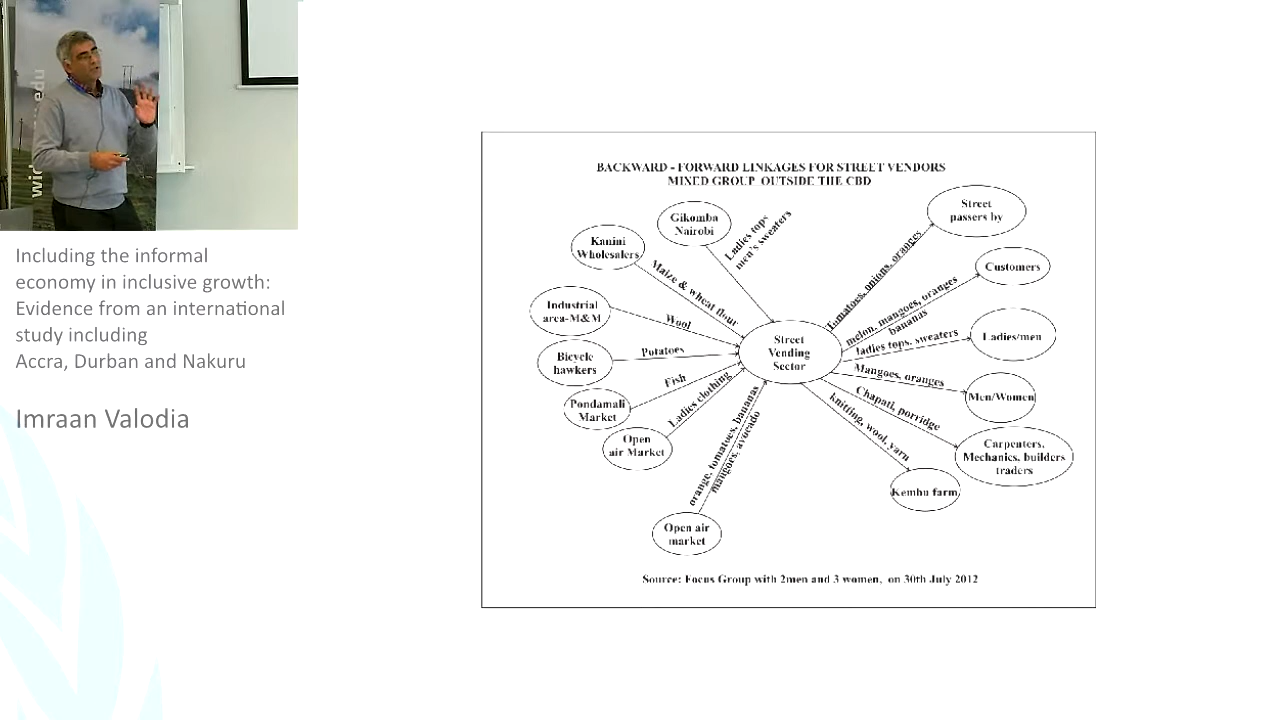 wid
.edu
Including the informal
economy in inclusive growth:
Evidence from an international
study including
Accra, Durban and Nakuru
Imraan Valodia
BACKWARD - FORWARD LINKAGES FOR STREET VENDORS
MIXED GROUP OUTSIDE THE CBD
Gikomba
Nairobi
Ladies tops
men's sweaters
Street
passers by
Kanini
Wholesalers
Maize & wheat flour
Tomatoes, onions, oranges
Customers
melon, mangoes, oranges
bananas
Industrial
area-M&M
Wool
Street
Vending
Sector
ladies tops, sweaters
Ladies/men
Bicycle
hawkers
Potatoes
Mangoes, oranges
Men/Women
Pondamali
Market
Fish
Chapati, porridge
Carpenters,
Mechanics, builders
traders
Open
air Market
Ladies clothing
knitting, wool, yarn
Kembu farm
orange, tomatoes, bananas
mangoes, avocado
Open air
market
Source: Focus Group with 2men and 3 women, on 30th July 2012